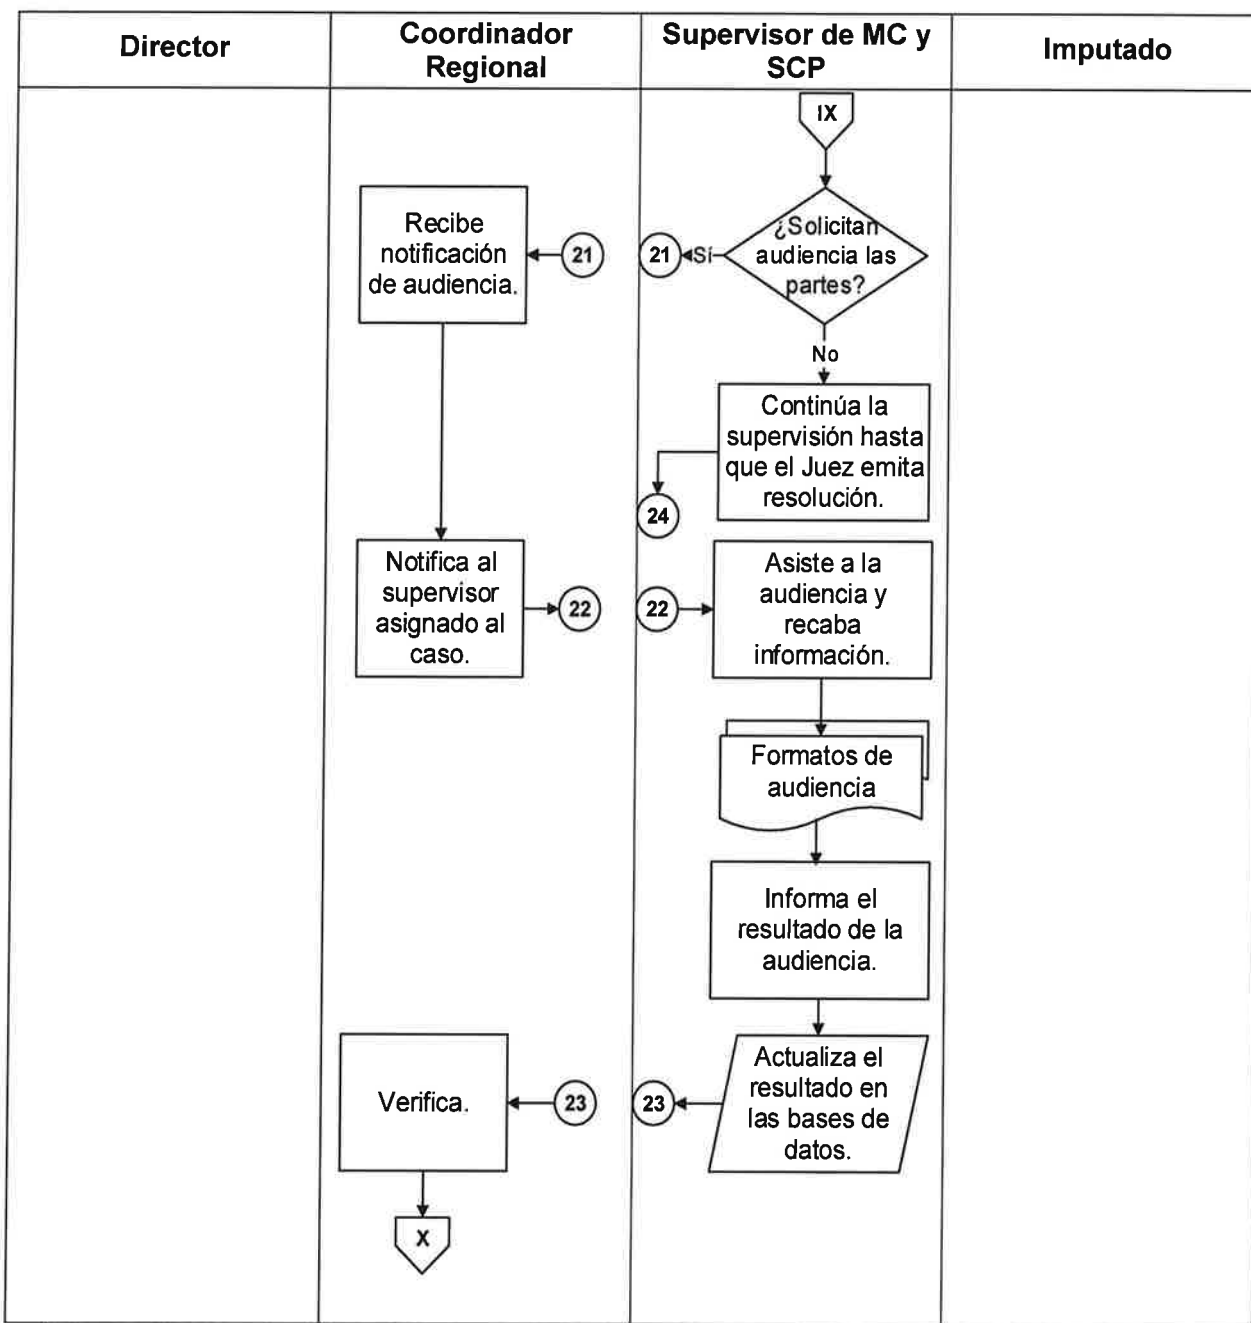 Director
Coordinador
Regional
Supervisor de MC y
SCP
Imputado
IX
¿Solicitan
audiencia las
partes?
Sí
21
21
Recibe
notificación
de audiencia.
No
Continúa la
supervisión hasta
que el Juez emita
resolución.
24
Notifica al
supervisor
asignado al
caso.
22
22
Asiste a la
audiencia y
recaba
información.
Formatos de
audiencia
Informa el
resultado de la
audiencia.
Actualiza el
resultado en
las bases de
datos.
23
23
Verifica.
X